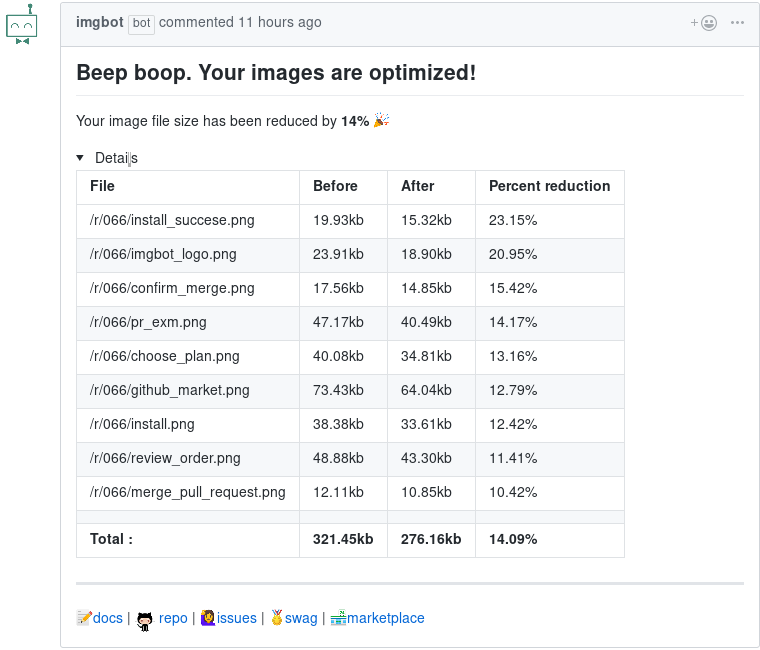 imgbot bot commented 11 hours ago
Beep boop. Your images are optimized!
Your image file size has been reduced by 14% 🎉
Details
File Before After Percent reduction
/r/066/install_succese.png 19.93kb 15.32kb 23.15%
/r/066/imgbot_logo.png 23.91kb 18.90kb 20.95%
/r/066/confirm_merge.png 17.56kb 14.85kb 15.42%
/r/066/pr_exm.png 47.17kb 40.49kb 14.17%
/r/066/choose_plan.png 40.08kb 34.81kb 13.16%
/r/066/github_market.png 73.43kb 64.04kb 12.79%
/r/066/install.png 38.38kb 33.61kb 12.42%
/r/066/review_order.png 48.88kb 43.30kb 11.41%
/r/066/merge_pull_request.png 12.11kb 10.85kb 10.42%
Total : 321.45kb 276.16kb 14.09%
📝docs | repo | 🙋issues | 🏅swag | 🏪marketplace